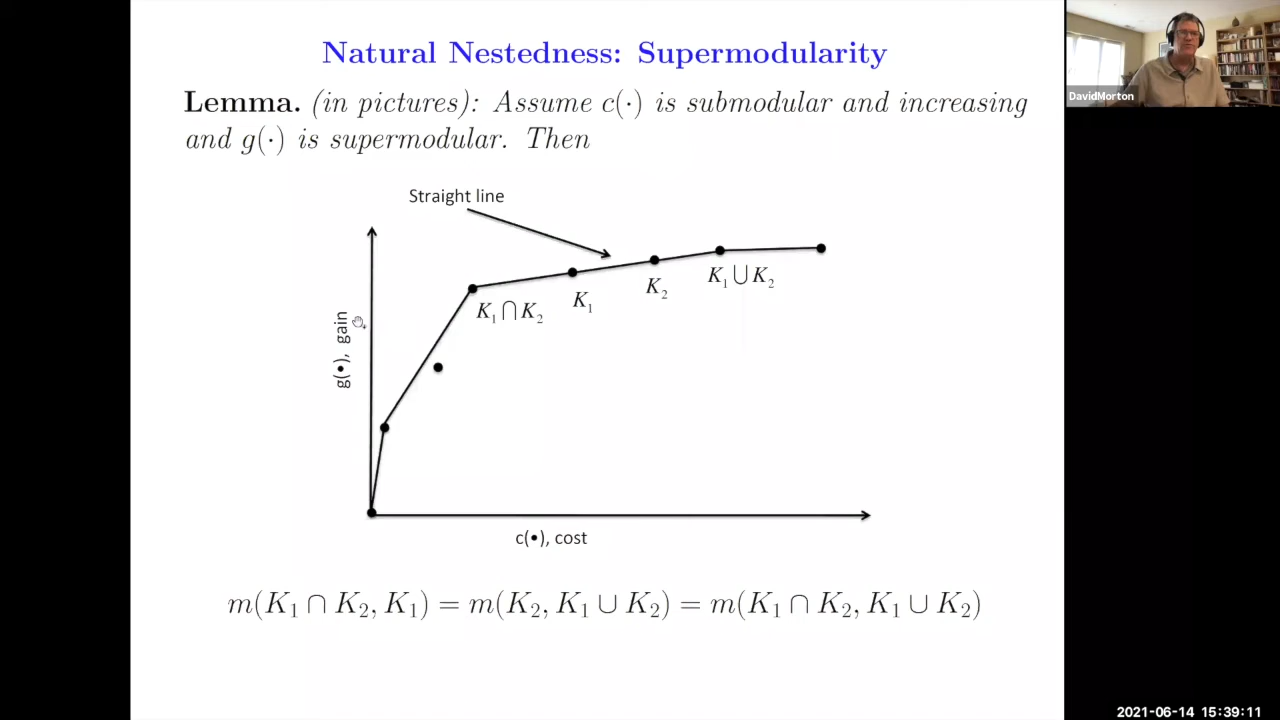 Natural Nestedness: Supermodularity
Lemma. (in pictures): Assume c(·) is submodular and increasing
and g(·) is supermodular. Then
Straight line
K₁ ∩ K₂
K₁
K₂
K₁ ∪ K₂
g(•), gain
c(•), cost
m(K₁ ∩ K₂, K₁) = m(K₂, K₁ ∪ K₂) = m(K₁ ∩ K₂, K₁ ∪ K₂)
DavidMorton
2021-06-14 15:39:11